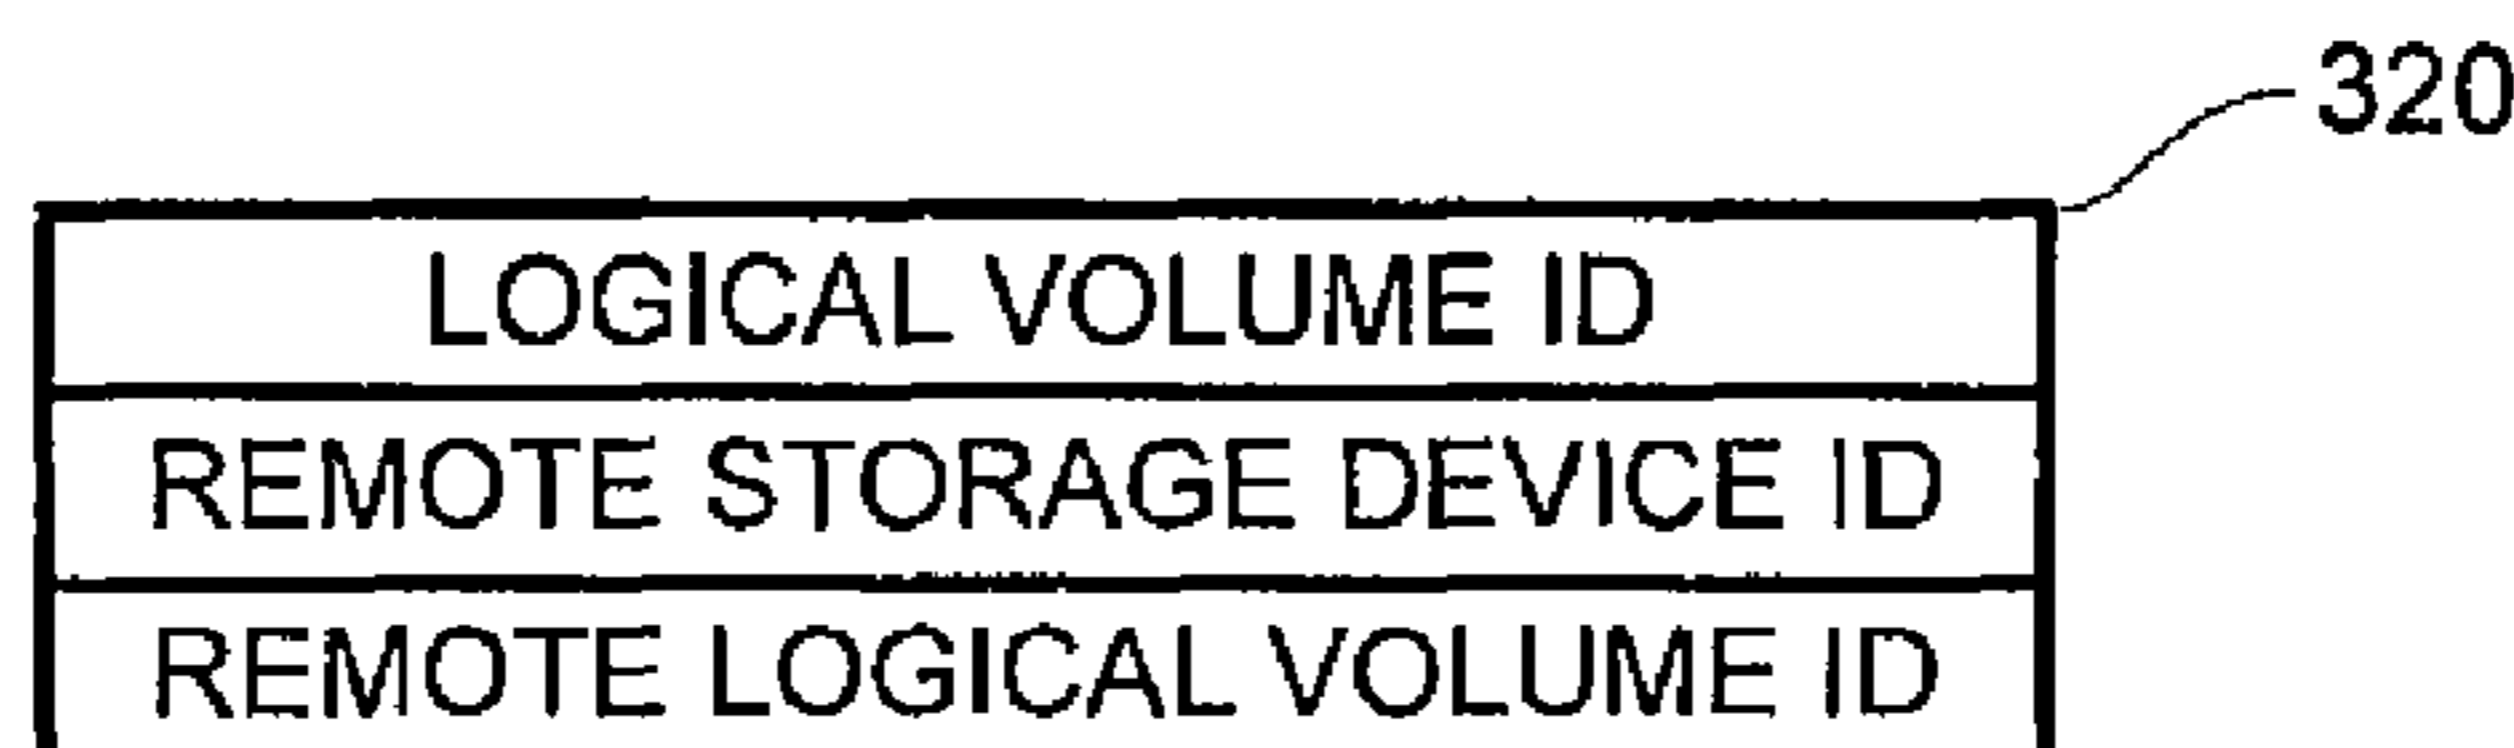 320
LOGICAL VOLUME ID
REMOTE STORAGE DEVICE ID
REMOTE LOGICAL VOLUME ID